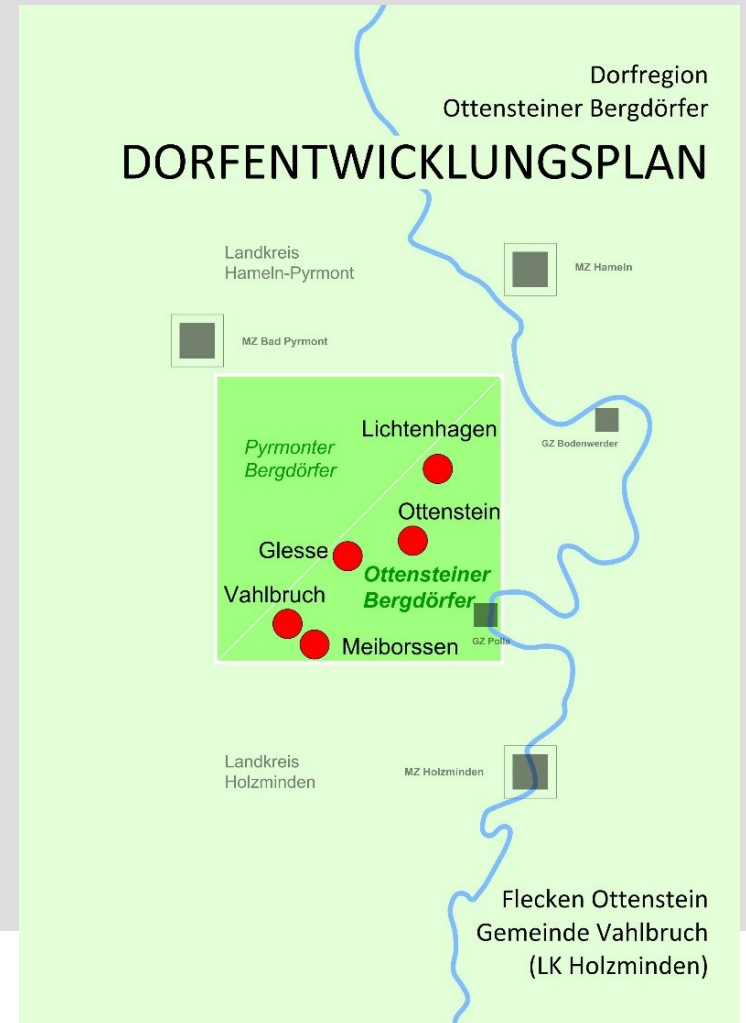 Dorfregion
Ottensteiner Bergdörfer
DORFENTWICKLUNGSPLAN
Landkreis
Hameln-Pyrmont
MZ Hameln
MZ Bad Pyrmont
Lichtenhagen
GZ Bodenwerder
Pyrmonter
Bergdörfer
Ottenstein
Glesse
Ottensteiner
Bergdörfer
Vahlbruch
GZ Polle
Meiborssen
Landkreis
Holzminden
MZ Holzminden
Flecken Ottenstein
Gemeinde Vahlbruch
(LK Holzminden)